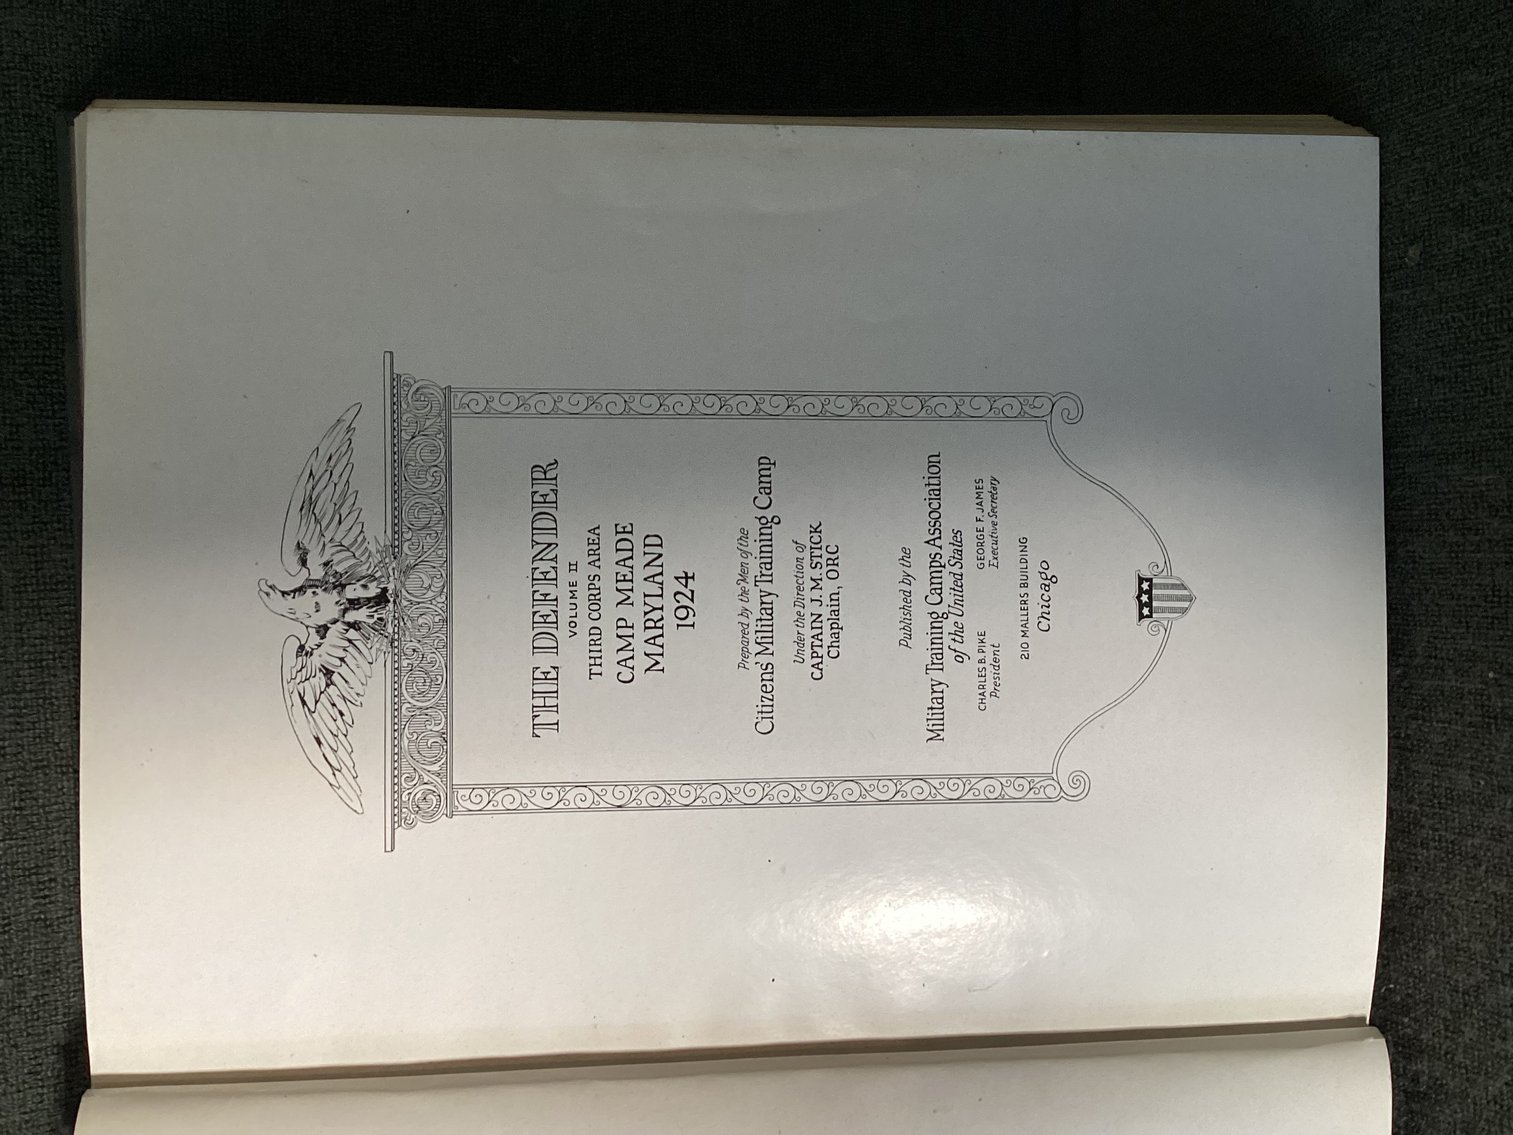 THE DEFENDER
VOLUME II
THIRD CORPS AREA
CAMP MEADE
MARYLAND
1924
Prepared by the Men of the
Citizens' Military Training Camp
Under the Direction of
CAPTAIN J. M. STICK
Chaplain, ORC
Published by the
Military Training Camps Association
of the United States
CHARLES B. PIKE GEORGE F. JAMES
President Executive Secretary
210 MALLERS BUILDING
Chicago